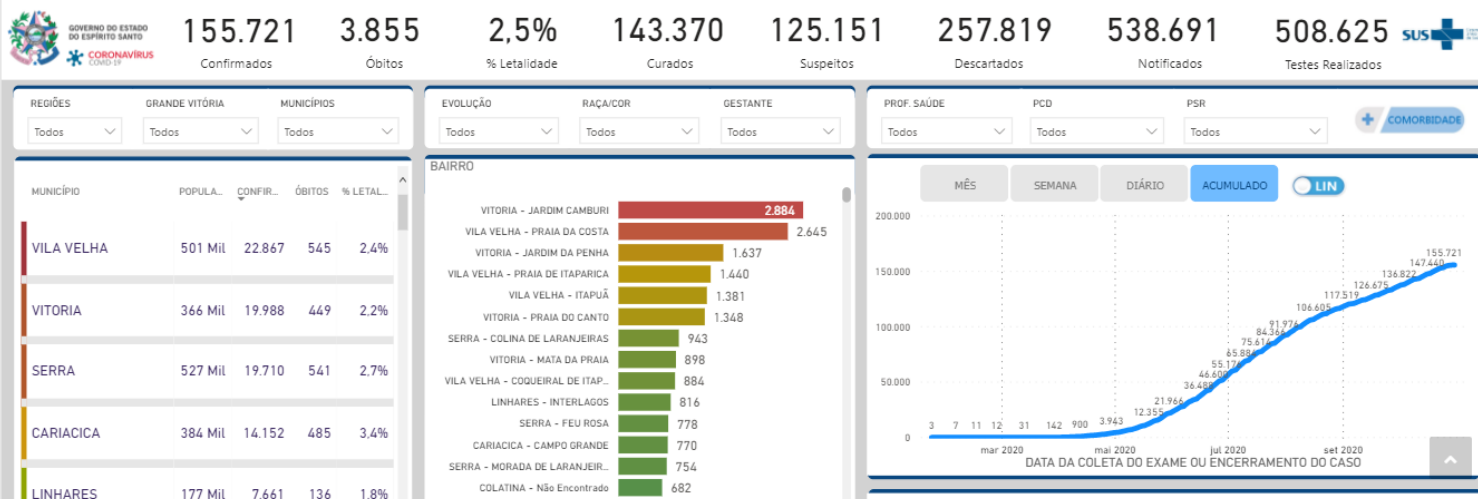 GOVERNO DO ESTADO
DO ESPÍRITO SANTO
CORONAVÍRUS
COVID-19
155.721
Confirmados
3.855
Óbitos
2,5%
% Letalidade
143.370
Curados
125.151
Suspeitos
257.819
Descartados
538.691
Notificados
508.625
Testes Realizados
SUS
REGIÕES GRANDE VITÓRIA MUNICÍPIOS
Todos Todos Todos
EVOLUÇÃO RAÇA/COR GESTANTE
Todos Todos Todos
PROF. SAÚDE PCD PSR
Todos Todos Todos
+ COMORBIDADE
MUNICÍPIO POPULA... CONFIR... ÓBITOS % LETAL...
VILA VELHA 501 Mil 22.867 545 2,4%
VITORIA 366 Mil 19.988 449 2,2%
SERRA 527 Mil 19.710 541 2,7%
CARIACICA 384 Mil 14.152 485 3,4%
LINHARES 177 Mil 7.661 136 1,8%
BAIRRO
VITORIA - JARDIM CAMBURI 2.884
VILA VELHA - PRAIA DA COSTA 2.645
VITORIA - JARDIM DA PENHA 1.637
VILA VELHA - PRAIA DE ITAPARICA 1.440
VILA VELHA - ITAPUÃ 1.381
VITORIA - PRAIA DO CANTO 1.348
SERRA - COLINA DE LARANJEIRAS 943
VITORIA - MATA DA PRAIA 898
VILA VELHA - COQUEIRAL DE ITAP... 884
LINHARES - INTERLAGOS 816
SERRA - FEU ROSA 778
CARIACICA - CAMPO GRANDE 770
SERRA - MORADA DE LARANJEIR... 754
COLATINA - Não Encontrado 682
MÊS SEMANA DIÁRIO ACUMULADO LIN
200.000
150.000
100.000
50.000
0
3 7 11 12 31 142 900 3.943 12.355 21.966 36.488 46.608 55.176 65.886 75.614 84.366 91.976 106.605 117.519 126.675 136.822 147.440 155.721
mar 2020 mai 2020 jul 2020 set 2020
DATA DA COLETA DO EXAME OU ENCERRAMENTO DO CASO